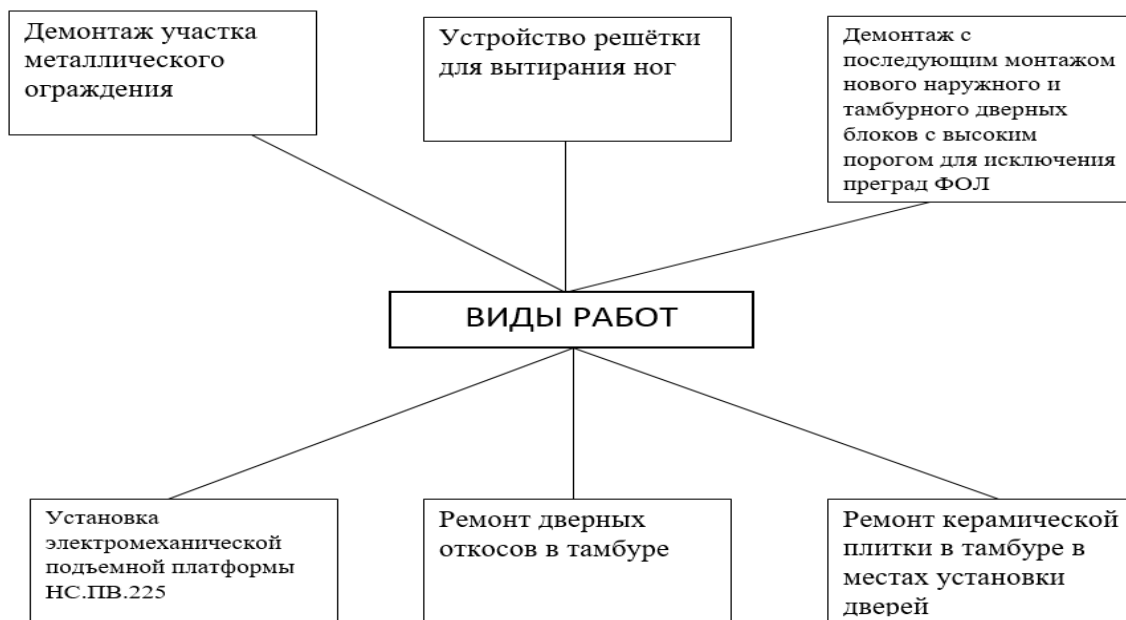 Демонтаж участка
металлического
ограждения
Устройство решётки
для вытирания ног
Демонтаж с
последующим монтажом
нового наружного и
тамбурного дверных
блоков с высоким
порогом для исключения
преград ФОЛ
ВИДЫ РАБОТ
Установка
электромеханической
подъемной платформы
НС.ПВ.225
Ремонт дверных
откосов в тамбуре
Ремонт керамической
плитки в тамбуре в
местах установки
дверей